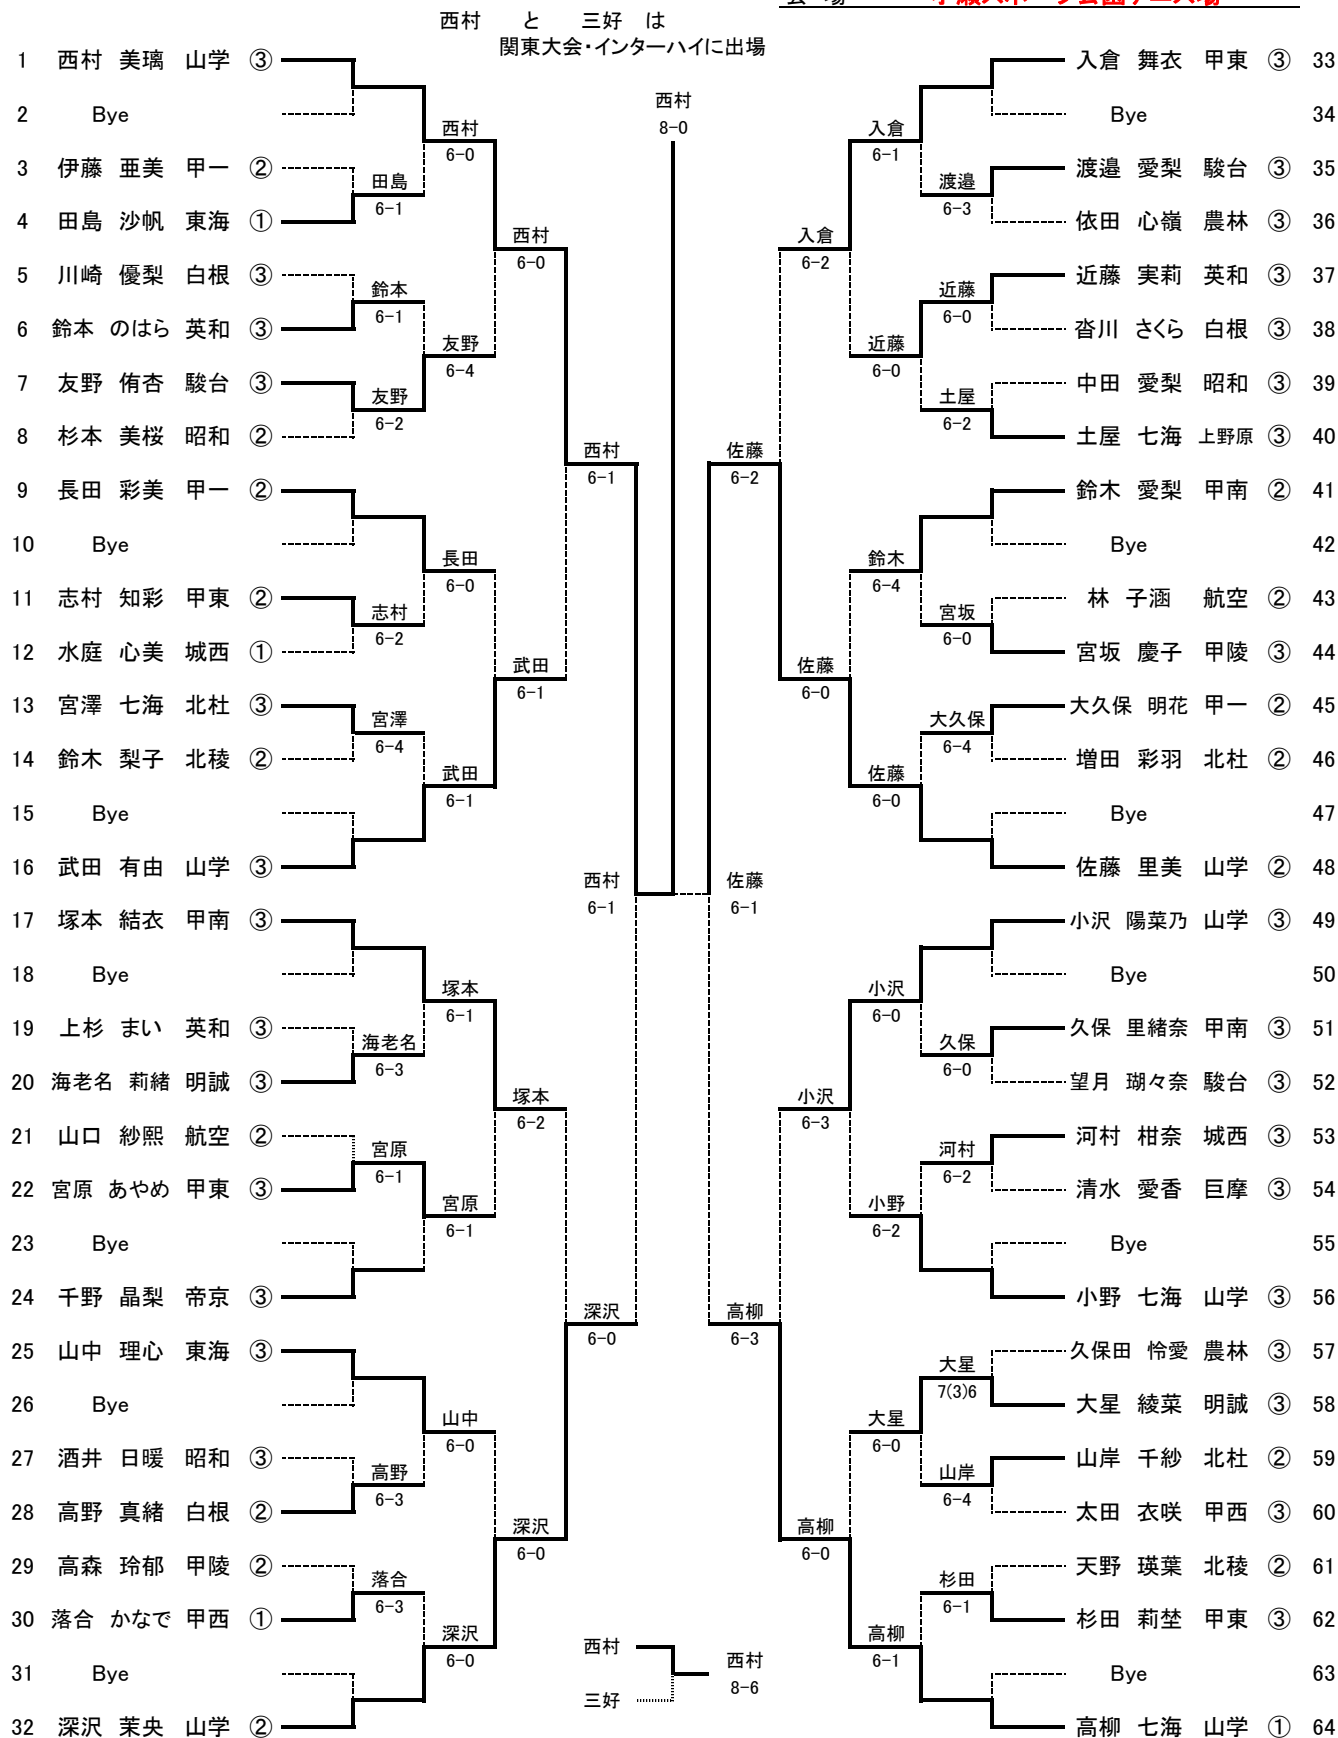 会 場
西村 と 三好 は
関東大会・インターハイに出場
西村
8-0
1 西村 美璃 山学 ③
2 Bye
3 伊藤 亜美 甲一 ②
4 田島 沙帆 東海 ①
5 川崎 優梨 白根 ③
6 鈴本 のはら 英和 ③
7 友野 侑杏 駿台 ③
8 杉本 美桜 昭和 ②
9 長田 彩美 甲一 ②
10 Bye
11 志村 知彩 甲東 ②
12 水庭 心美 城西 ①
13 宮澤 七海 北杜 ③
14 鈴木 梨子 北稜 ②
15 Bye
16 武田 有由 山学 ③
17 塚本 結衣 甲南 ③
18 Bye
19 上杉 まい 英和 ③
20 海老名 莉緒 明誠 ③
21 山口 紗熙 航空 ②
22 宮原 あやめ 甲東 ③
23 Bye
24 千野 晶梨 帝京 ③
25 山中 理心 東海 ③
26 Bye
27 酒井 日暖 昭和 ③
28 高野 真緒 白根 ②
29 高森 玲郁 甲陵 ②
30 落合 かなで 甲西 ①
31 Bye
32 深沢 茉央 山学 ②
田島
6-1
鈴本
6-1
友野
6-2
志村
6-2
宮澤
6-4
海老名
6-3
宮原
6-1
高野
6-3
落合
6-3
西村
6-0
友野
6-4
長田
6-0
武田
6-1
塚本
6-1
宮原
6-1
山中
6-0
深沢
6-0
西村
6-0
武田
6-1
塚本
6-2
深沢
6-0
西村
6-1
深沢
6-0
西村
6-1
佐藤
6-1
佐藤
6-2
高柳
6-3
入倉
6-2
佐藤
6-0
小沢
6-3
高柳
6-0
入倉
6-1
近藤
6-0
鈴木
6-4
佐藤
6-0
小沢
6-0
小野
6-2
大星
6-0
高柳
6-1
渡邉
6-3
近藤
6-0
土屋
6-2
宮坂
6-0
大久保
6-4
久保
6-0
河村
6-2
大星
7(3)6
山岸
6-4
杉田
6-1
入倉 舞衣 甲東 ③ 33
Bye 34
渡邉 愛梨 駿台 ③ 35
依田 心嶺 農林 ③ 36
近藤 実莉 英和 ③ 37
沓川 さくら 白根 ③ 38
中田 愛梨 昭和 ③ 39
土屋 七海 上野原 ③ 40
鈴木 愛梨 甲南 ② 41
Bye 42
林 子涵 航空 ② 43
宮坂 慶子 甲陵 ③ 44
大久保 明花 甲一 ② 45
増田 彩羽 北杜 ② 46
Bye 47
佐藤 里美 山学 ② 48
小沢 陽菜乃 山学 ③ 49
Bye 50
久保 里緒奈 甲南 ③ 51
望月 瑚々奈 駿台 ③ 52
河村 柑奈 城西 ③ 53
清水 愛香 巨摩 ③ 54
Bye 55
小野 七海 山学 ③ 56
久保田 怜愛 農林 ③ 57
大星 綾菜 明誠 ③ 58
山岸 千紗 北杜 ② 59
太田 衣咲 甲西 ③ 60
天野 瑛葉 北稜 ② 61
杉田 莉埜 甲東 ③ 62
Bye 63
高柳 七海 山学 ① 64
西村
三好
西村
8-6